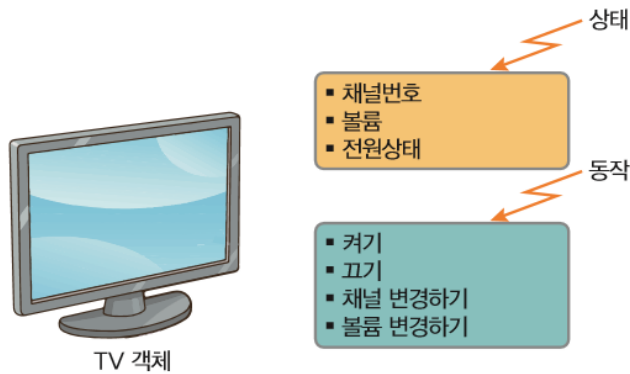 상태
▪ 채널번호
▪ 볼륨
▪ 전원상태
동작
▪ 켜기
▪ 끄기
▪ 채널 변경하기
▪ 볼륨 변경하기
TV 객체